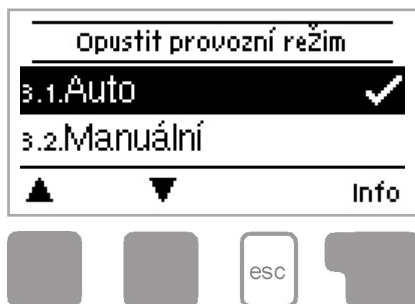 Opustit provozní reŽim
3.1.Auto
3.2.Manuální
Info
esc